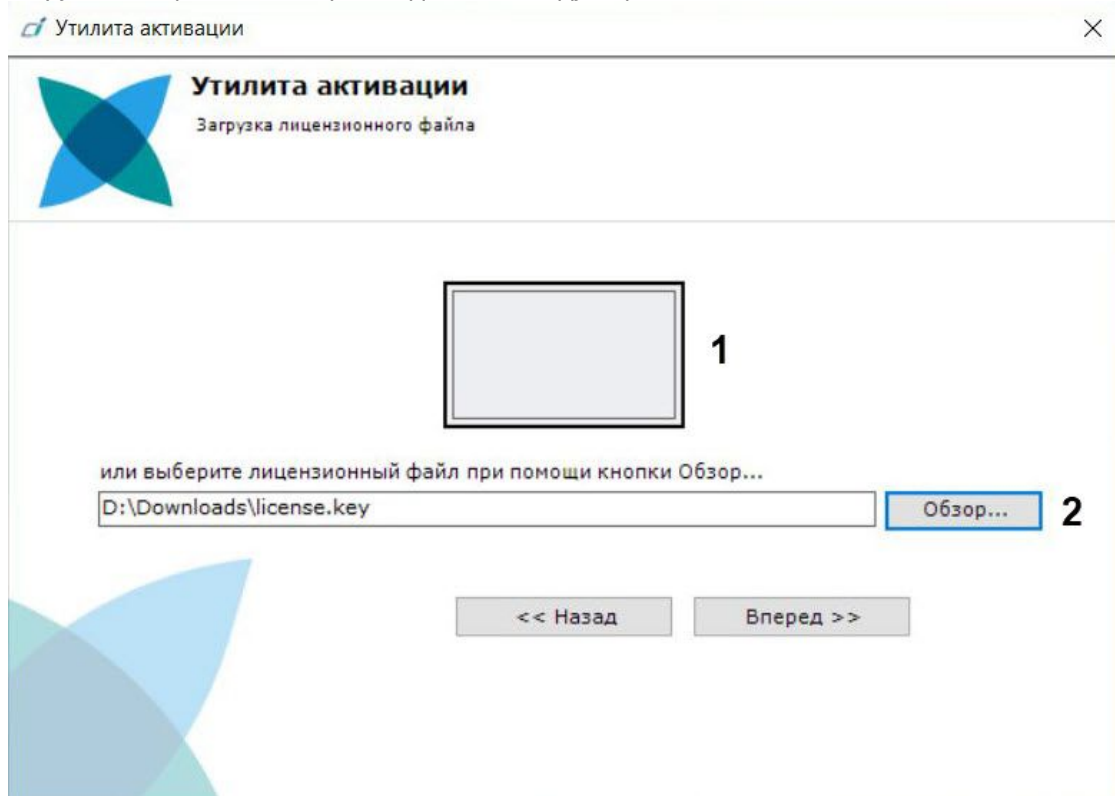 Утилита активации
Утилита активации
Загрузка лицензионного файла
1
или выберите лицензионный файл при помощи кнопки Обзор...
D:\Downloads\license.key
Обзор...
2
<< Назад
Вперед >>